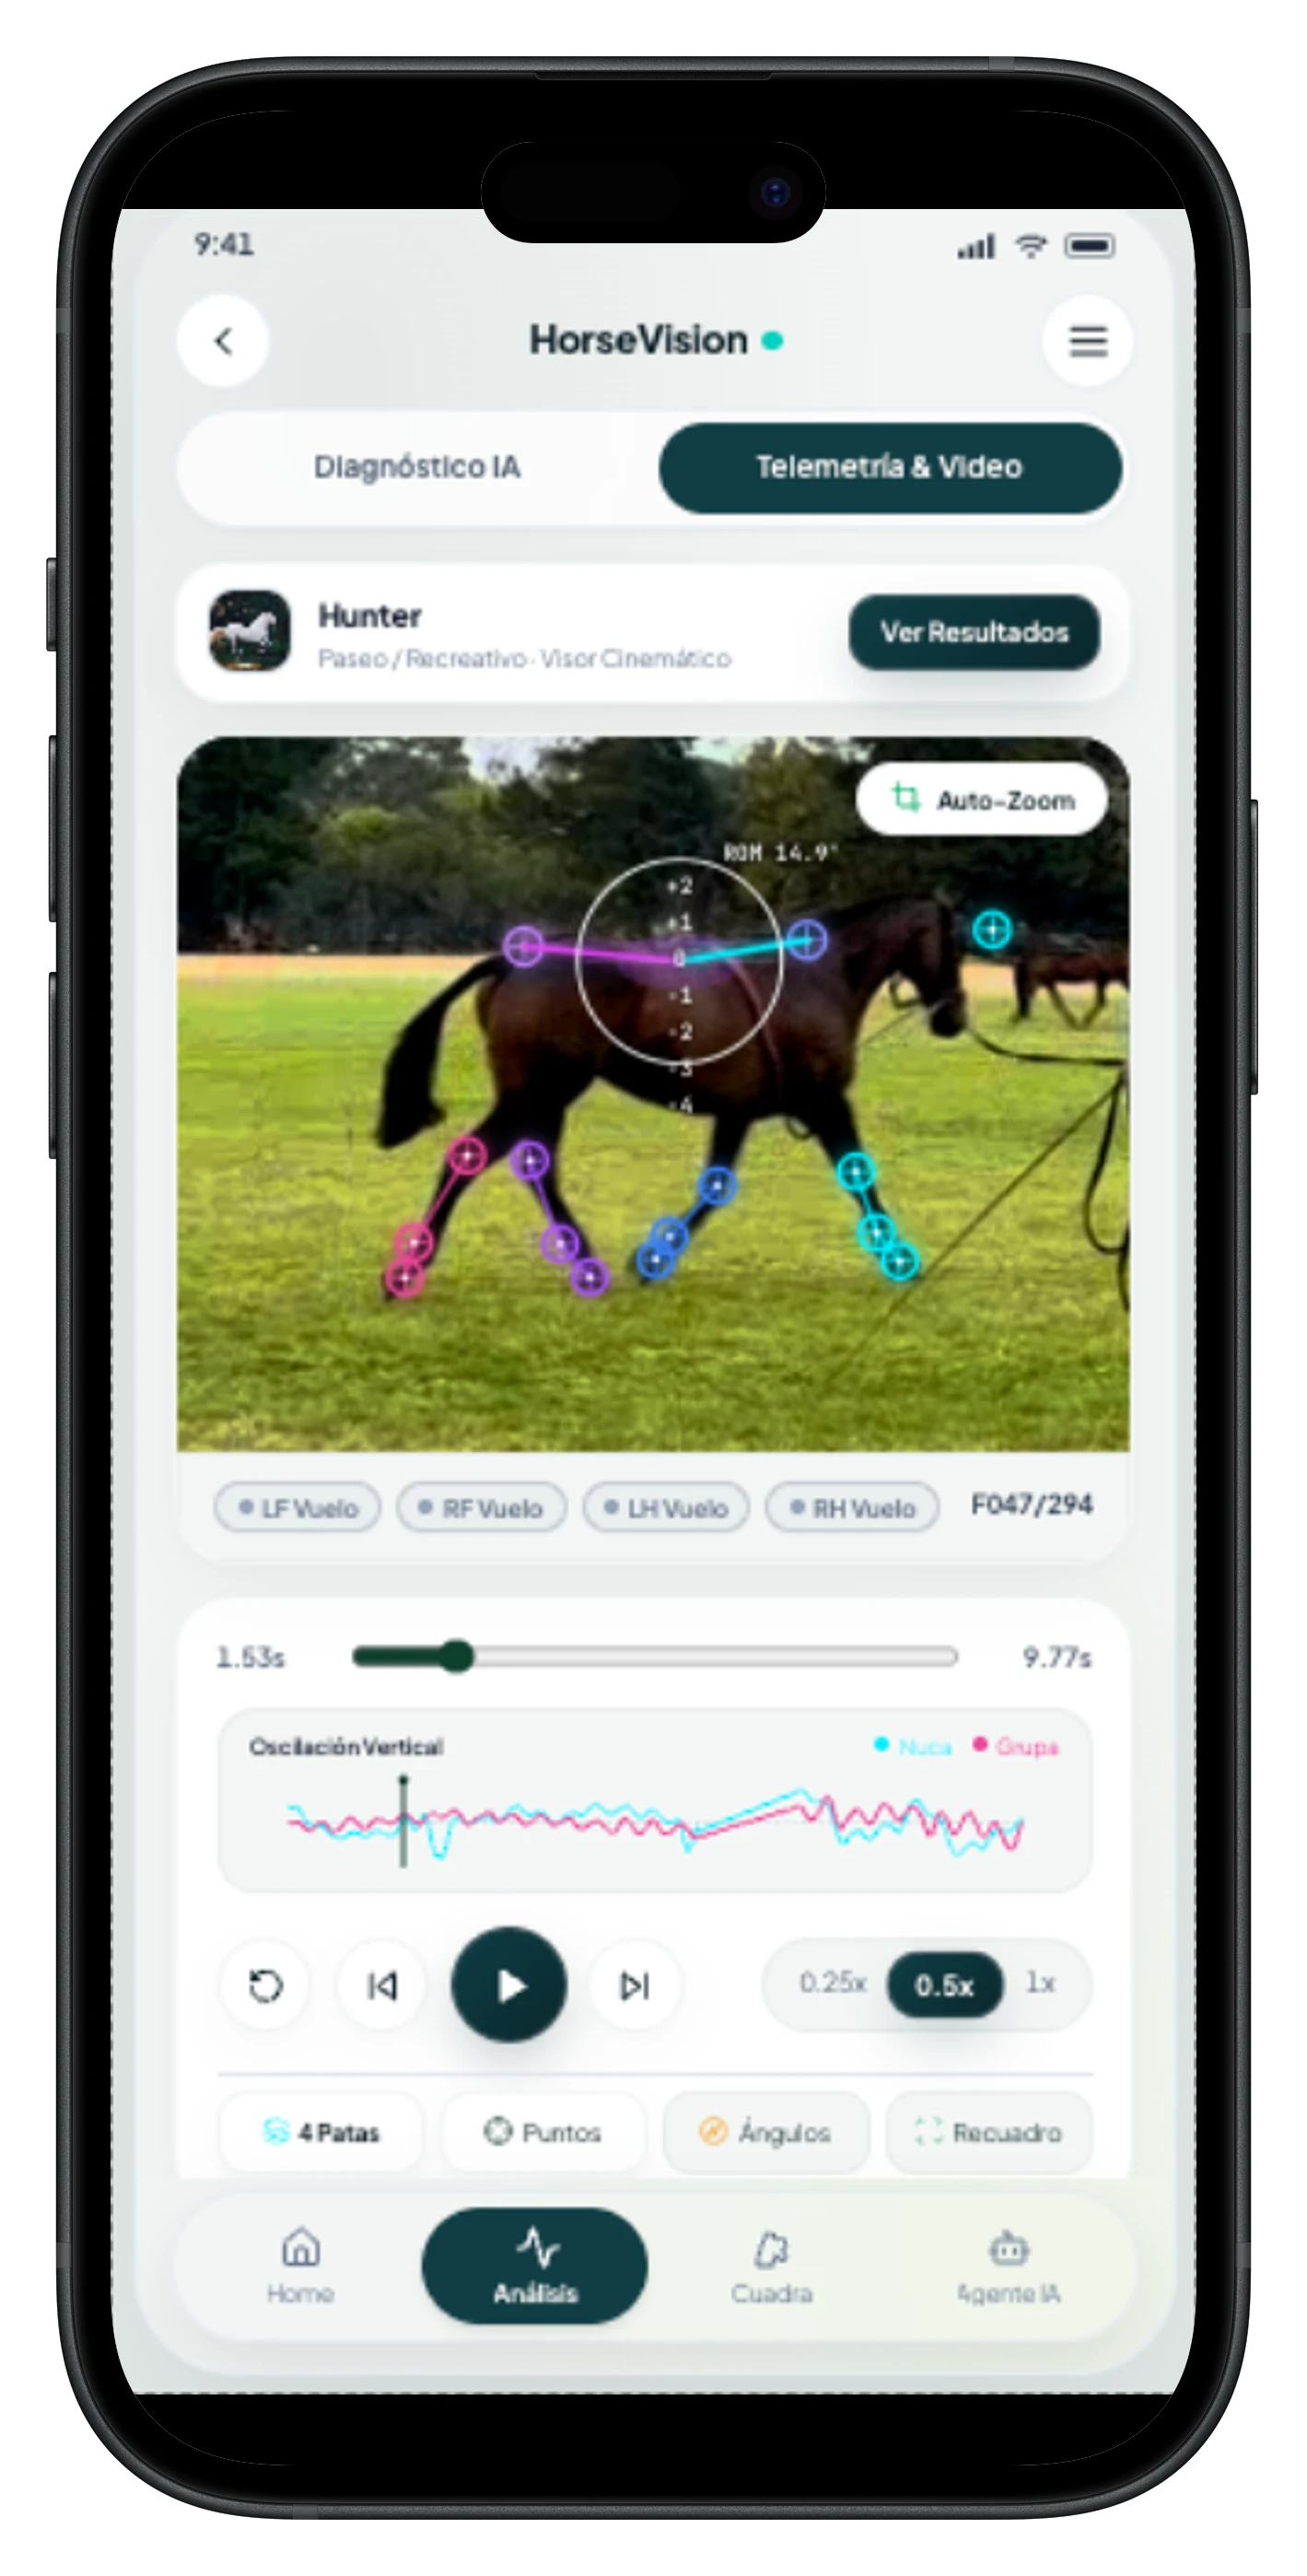 9:41
HorseVision
Diagnóstico IA
Telemetría & Video
Hunter
Paseo / Recreativo · Visor Cinemático
Ver Resultados
Auto-Zoom
ROM 14.9°
+2
+1
0
-1
-2
-3
-4
LF Vuelo
RF Vuelo
LH Vuelo
RH Vuelo
F047/294
1.53s
9.77s
Oscilación Vertical
Nuca
Grupa
0.25x
0.5x
1x
4 Patas
Puntos
Ángulos
Recuadro
Home
Análisis
Cuadra
Agente IA